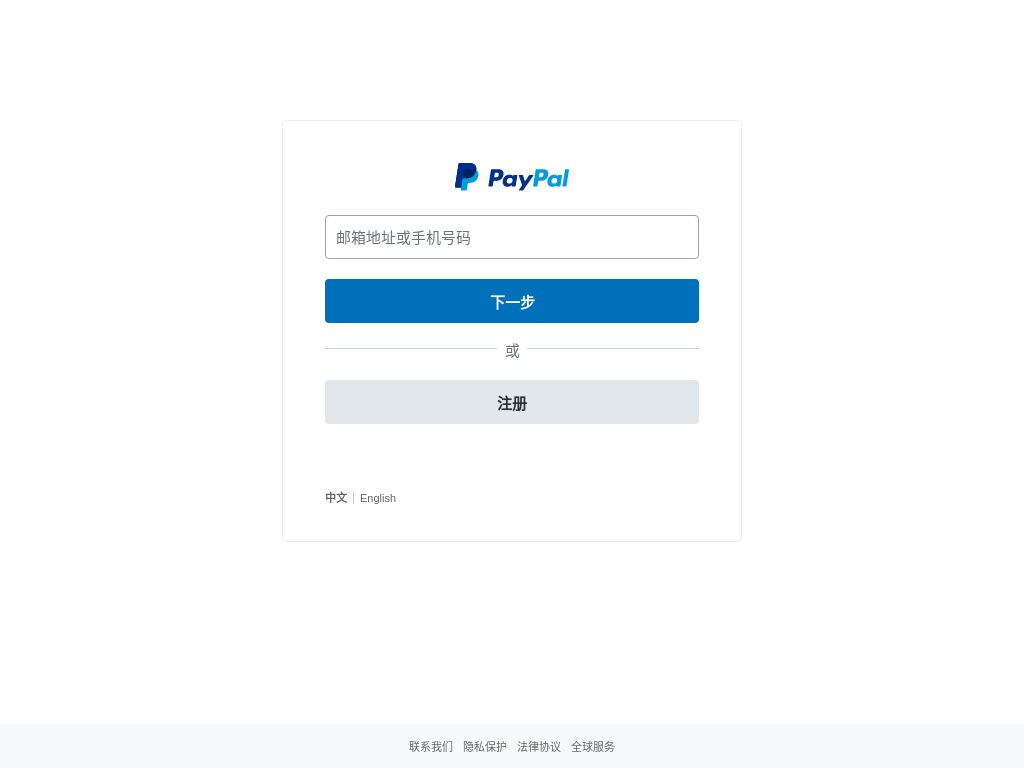 PayPal
邮箱地址或手机号码
下一步
或
注册
中文 English
联系我们 隐私保护 法律协议 全球服务